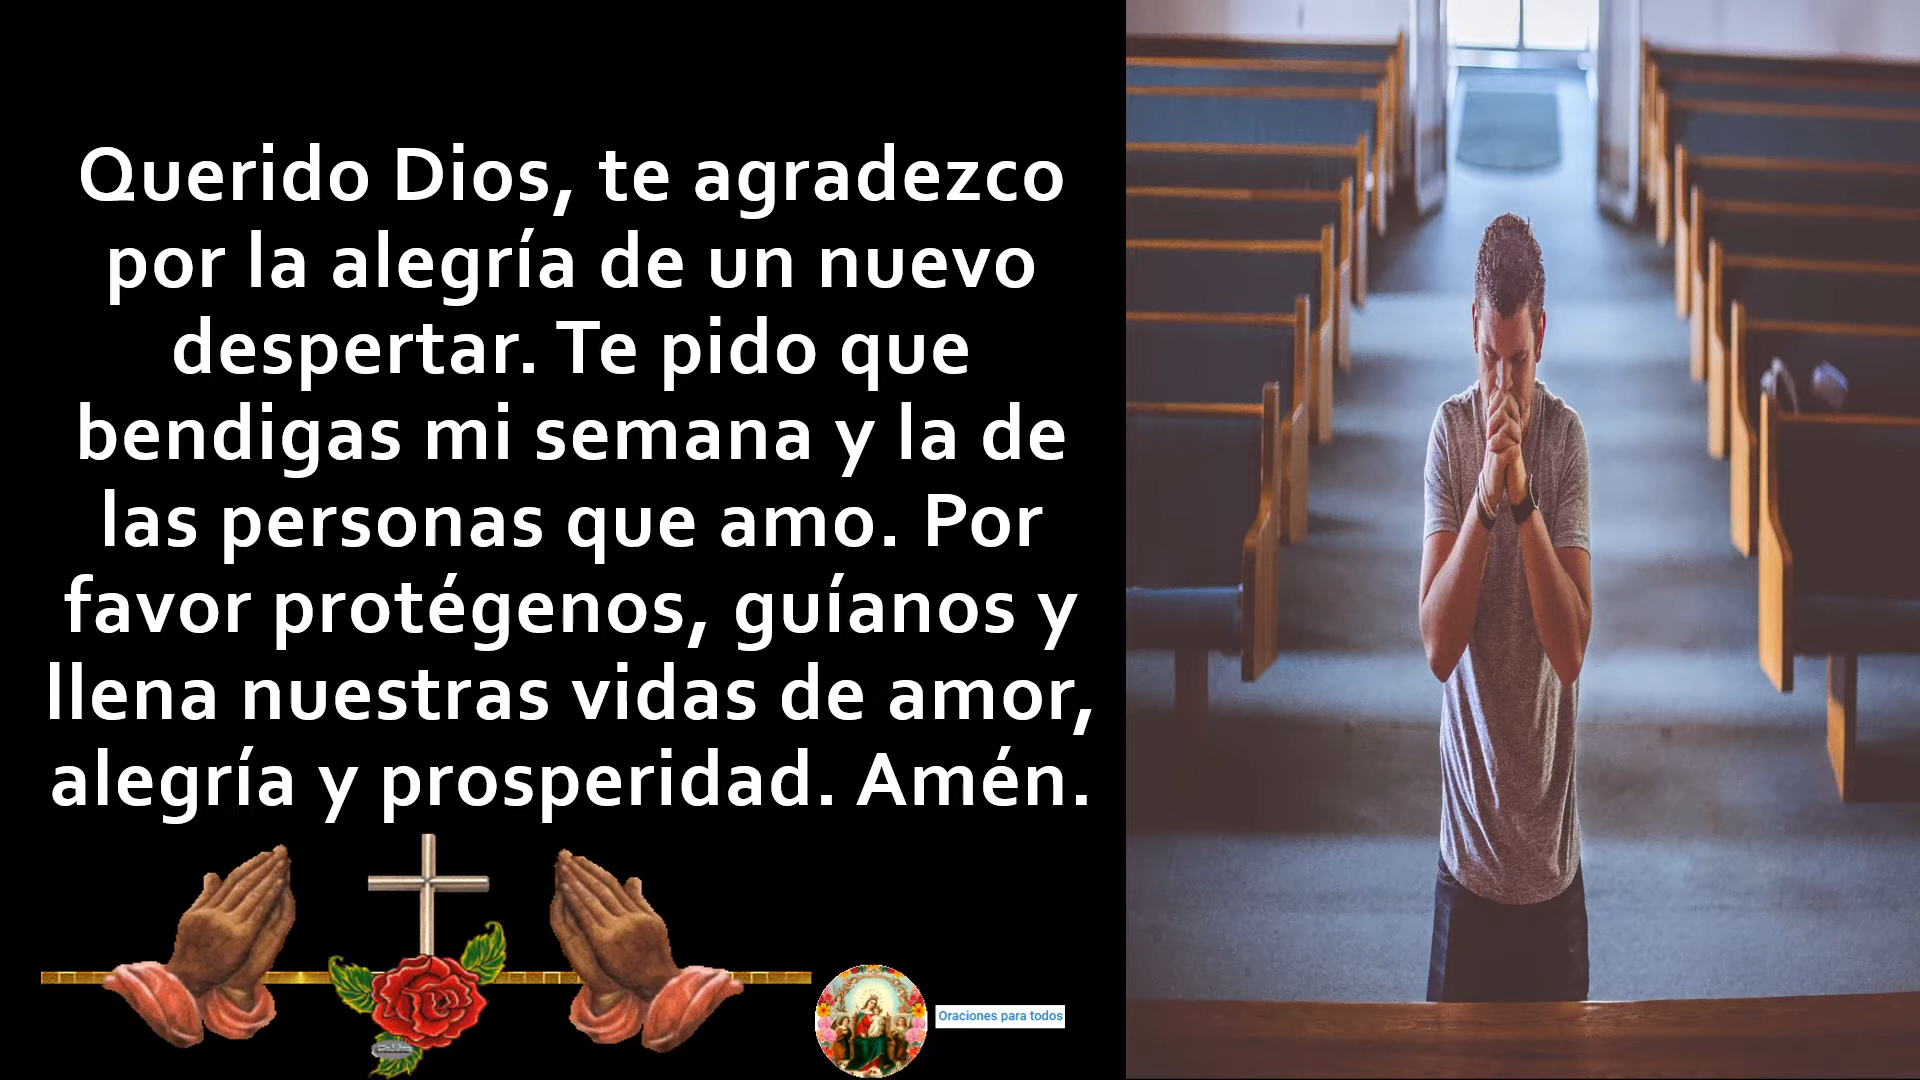 Querido Dios, te agradezco
por la alegría de un nuevo
despertar. Te pido que
bendigas mi semana y la de
las personas que amo. Por
favor protégenos, guíanos y
llena nuestras vidas de amor,
alegría y prosperidad. Amén.
Oraciones para todos